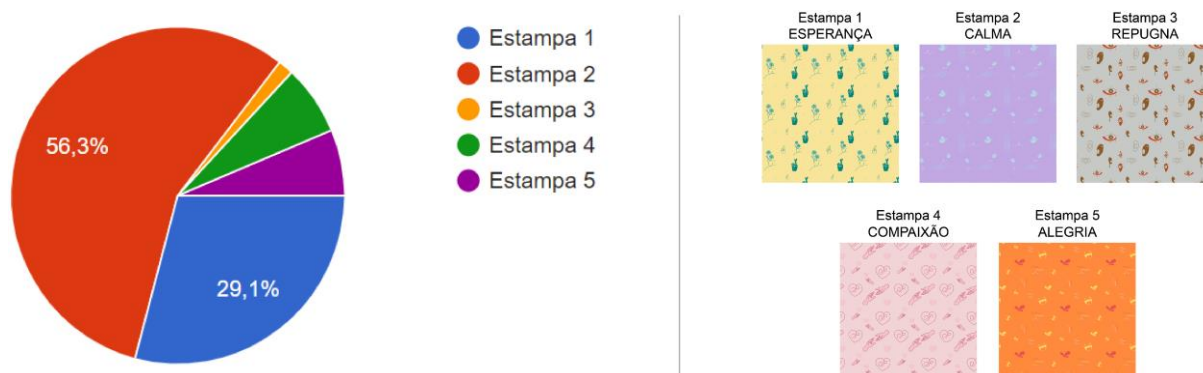 56,3%
29,1%
Estampa 1
Estampa 2
Estampa 3
Estampa 4
Estampa 5
Estampa 1
ESPERANÇA
Estampa 2
CALMA
Estampa 3
REPUGNA
Estampa 4
COMPAIXÃO
Estampa 5
ALEGRIA